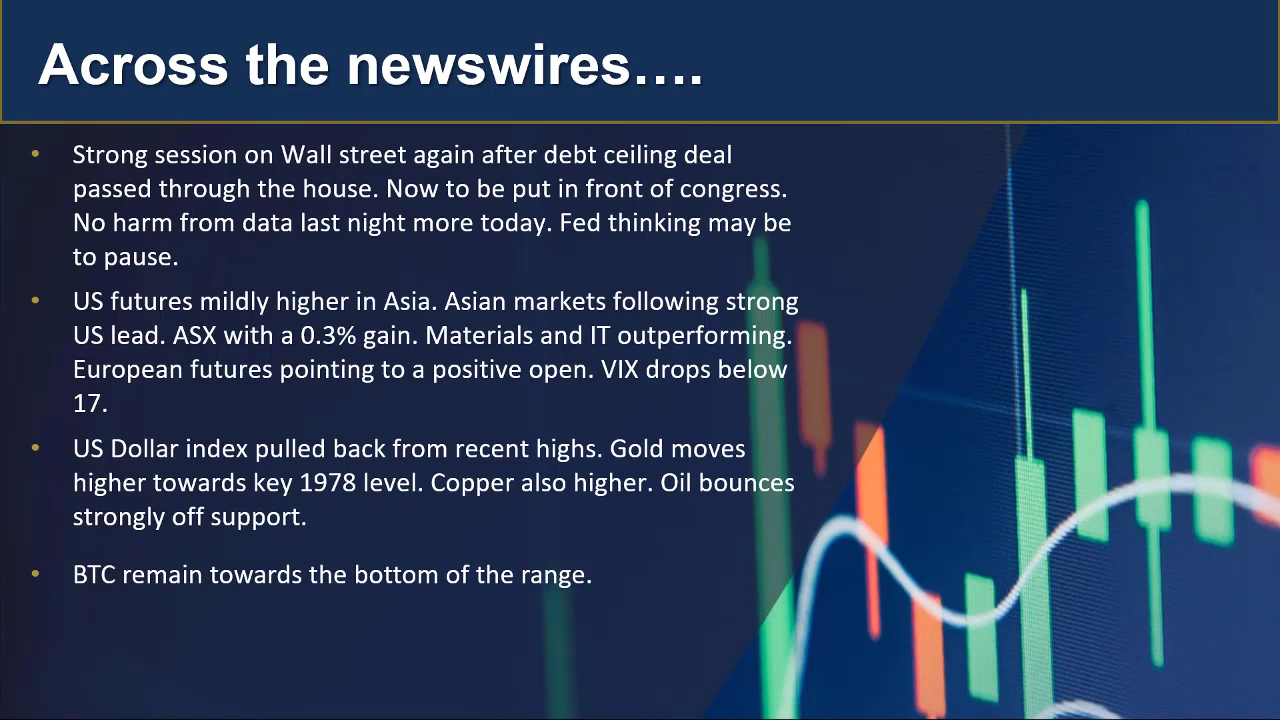 Across the newswires….
• Strong session on Wall street again after debt ceiling deal
passed through the house. Now to be put in front of congress.
No harm from data last night more today. Fed thinking may be
to pause.
• US futures mildly higher in Asia. Asian markets following strong
US lead. ASX with a 0.3% gain. Materials and IT outperforming.
European futures pointing to a positive open. VIX drops below
17.
• US Dollar index pulled back from recent highs. Gold moves
higher towards key 1978 level. Copper also higher. Oil bounces
strongly off support.
• BTC remain towards the bottom of the range.